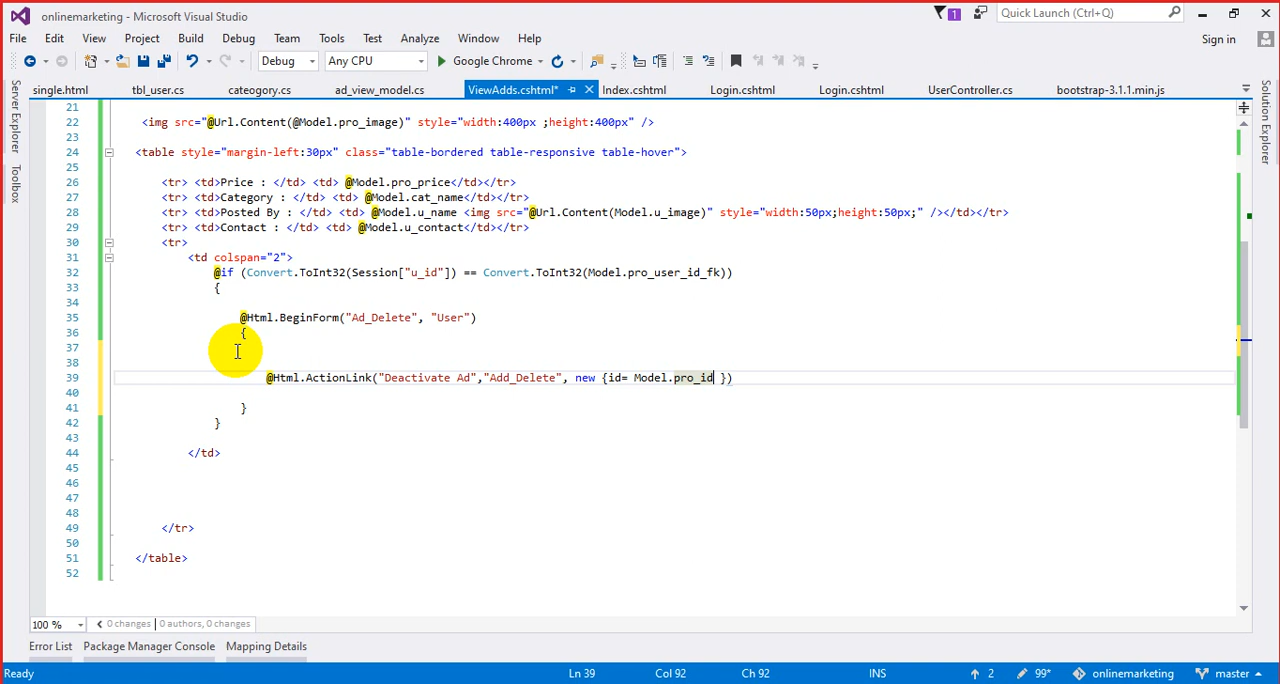 onlinemarketing - Microsoft Visual Studio
1
Quick Launch (Ctrl+Q)
File Edit View Project Build Debug Team Tools Test Analyze Window Help
Sign in
Debug Any CPU Google Chrome
single.html tbl_user.cs cateogory.cs ad_view_model.cs ViewAdds.cshtml* Index.cshtml Login.cshtml Login.cshtml UserController.cs bootstrap-3.1.1.min.js
Server Explorer
Toolbox
Solution Explorer
21
22 <img src="@Url.Content(@Model.pro_image)" style="width:400px ;height:400px" />
23
24 <table style="margin-left:30px" class="table-bordered table-responsive table-hover">
25
26 <tr> <td>Price : </td> <td> @Model.pro_price</td></tr>
27 <tr> <td>Category : </td> <td> @Model.cat_name</td></tr>
28 <tr> <td>Posted By : </td> <td> @Model.u_name <img src="@Url.Content(Model.u_image)" style="width:50px;height:50px;" /></td></tr>
29 <tr> <td>Contact : </td> <td> @Model.u_contact</td></tr>
30 <tr>
31 <td colspan="2">
32 @if (Convert.ToInt32(Session["u_id"]) == Convert.ToInt32(Model.pro_user_id_fk))
33 {
34
35 @Html.BeginForm("Ad_Delete", "User")
36 {
37
38
39 @Html.ActionLink("Deactivate Ad","Add_Delete", new {id= Model.pro_id })
40
41 }
42 }
43
44 </td>
45
46
47
48
49 </tr>
50
51 </table>
52
100 % 0 changes | 0 authors, 0 changes
Error List Package Manager Console Mapping Details
Ready Ln 39 Col 92 Ch 92 INS 2 99* onlinemarketing master